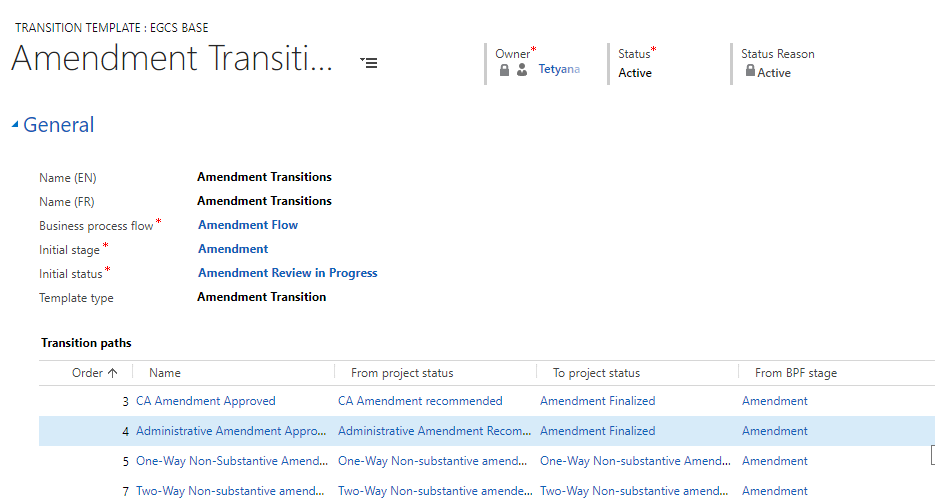 TRANSITION TEMPLATE : EGCS BASE
Amendment Transiti...
Owner*
Tetyana
Status*
Active
Status Reason
Active
General
Name (EN) Amendment Transitions
Name (FR) Amendment Transitions
Business process flow* Amendment Flow
Initial stage* Amendment
Initial status* Amendment Review in Progress
Template type Amendment Transition
Transition paths
Order Name From project status To project status From BPF stage
3 CA Amendment Approved CA Amendment recommended Amendment Finalized Amendment
4 Administrative Amendment Appro... Administrative Amendment Recom... Amendment Finalized Amendment
5 One-Way Non-Substantive Amend... One-Way Non-substantive amend... One-Way Non-Substantive Amend... Amendment
7 Two-Way Non-Substantive amend... Two-Way Non-substantive amende... Two-Way Non-Substantive Amend... Amendment